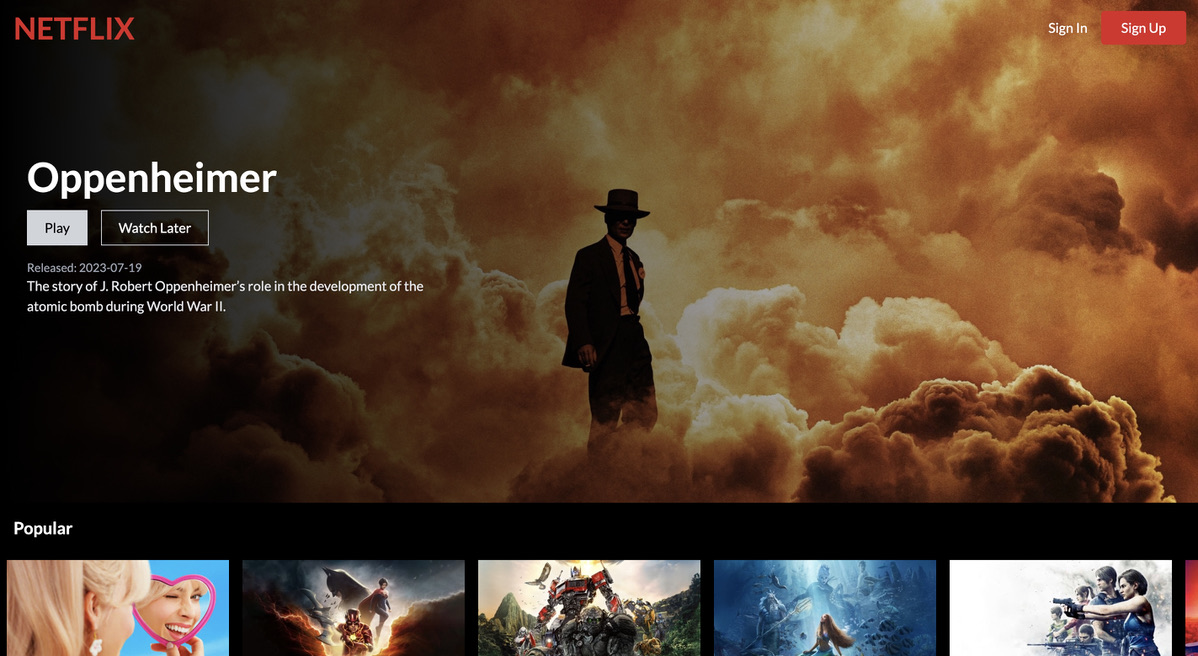 NETFLIX
Sign In
Sign Up
Oppenheimer
Play
Watch Later
Released: 2023-07-19
The story of J. Robert Oppenheimer's role in the development of the
atomic bomb during World War II.
Popular